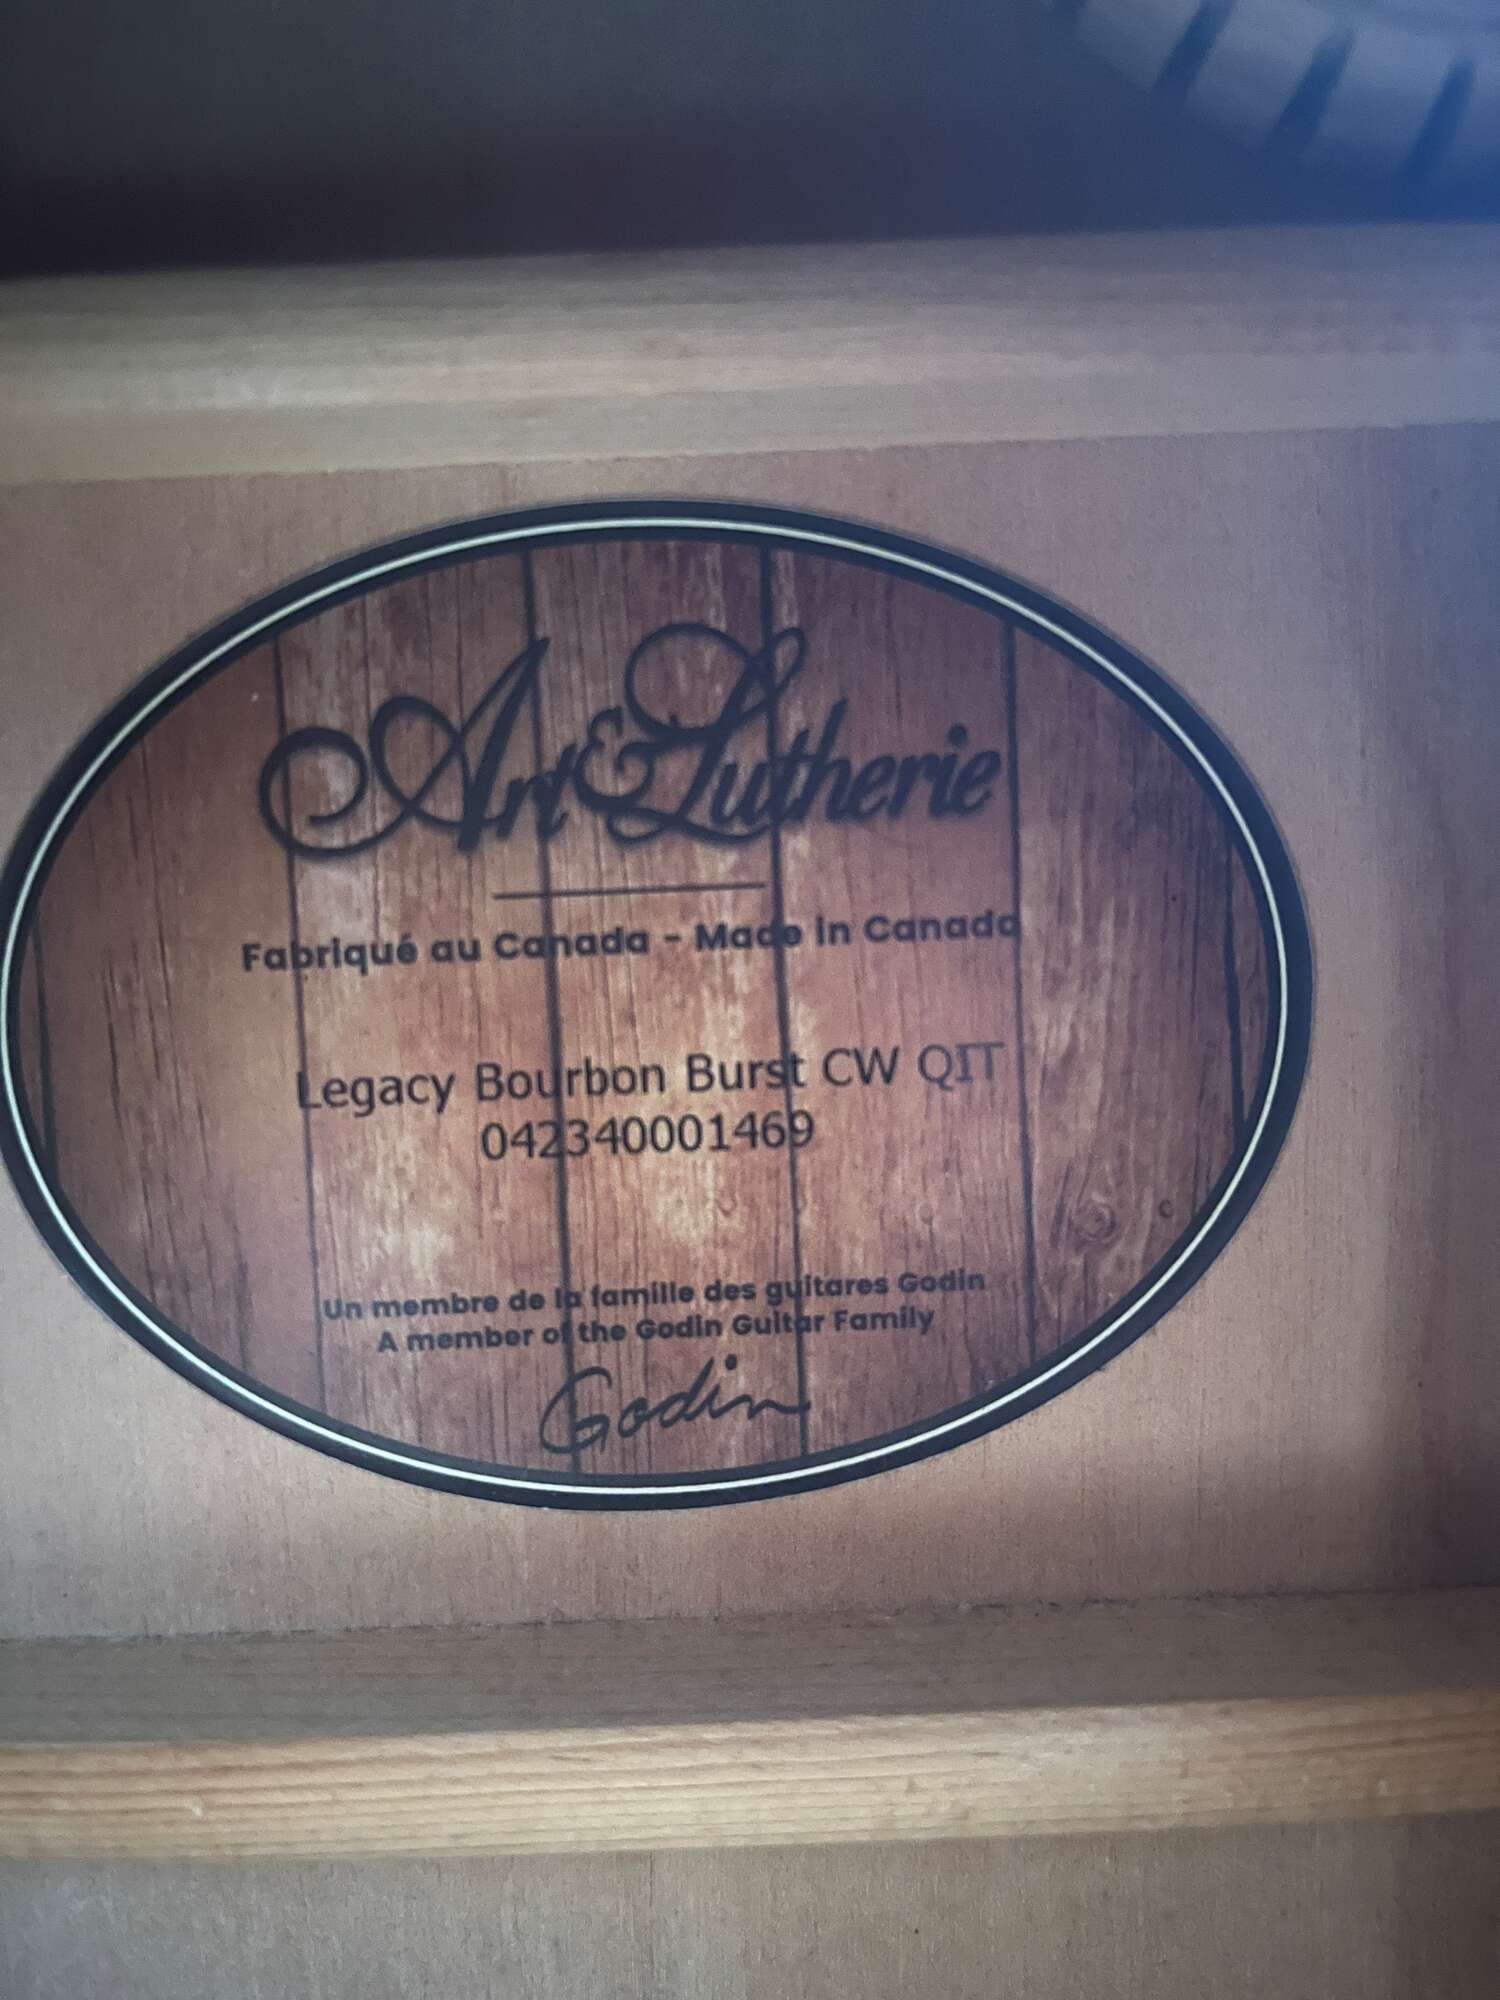 Art & Lutherie
Fabriqué au Canada - Made in Canada
Legacy Bourbon Burst CW QIT
042340001469
Un membre de la famille des guitares Godin
A member of the Godin Guitar Family
Godin